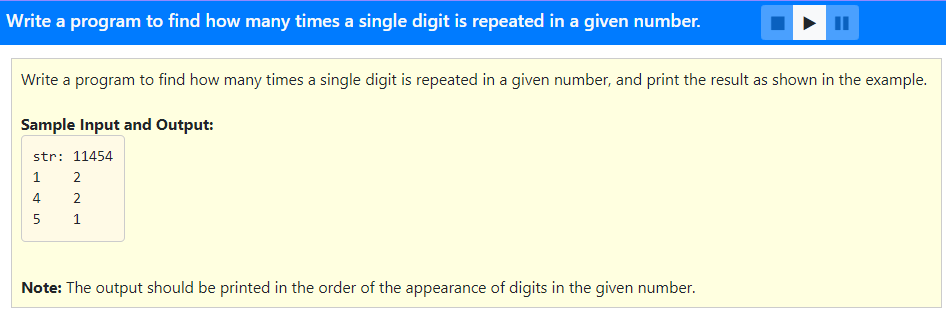 Write a program to find how many times a single digit is repeated in a given number.
Write a program to find how many times a single digit is repeated in a given number, and print the result as shown in the example.
Sample Input and Output:
str: 11454
1    2
4    2
5    1
Note: The output should be printed in the order of the appearance of digits in the given number.